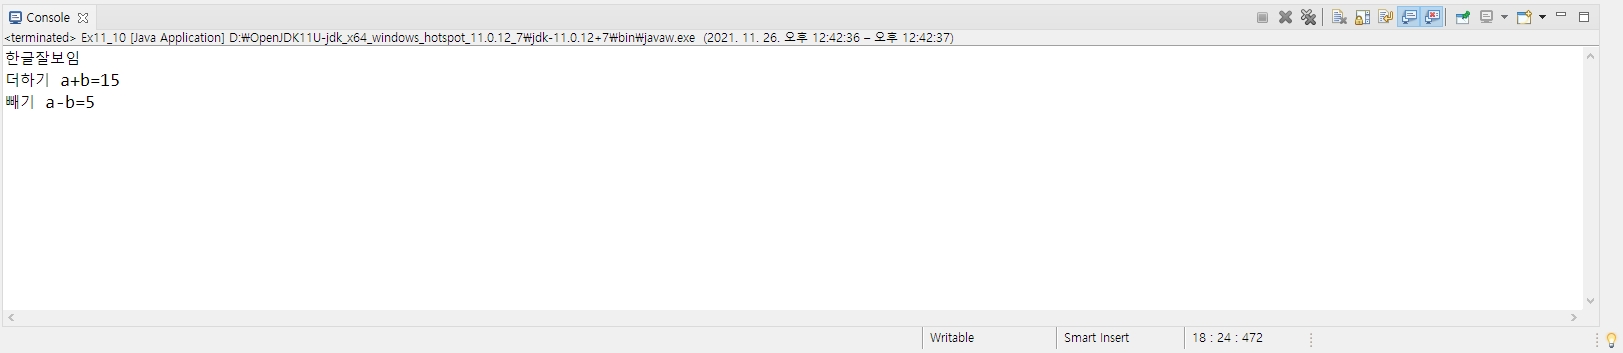 Console
<terminated> Ex11_10 [Java Application] D:₩OpenJDK11U-jdk_x64_windows_hotspot_11.0.12_7₩jdk-11.0.12+7₩bin₩javaw.exe (2021. 11. 26. 오후 12:42:36 – 오후 12:42:37)
한글잘보임
더하기 a+b=15
빼기 a-b=5
Writable Smart Insert 18 : 24 : 472